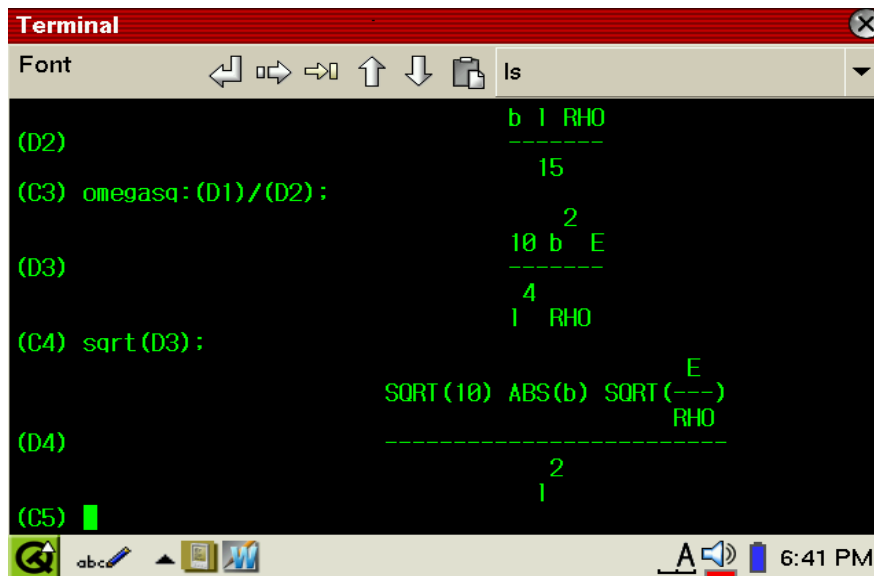 Terminal
Font ls
b l RHO
(D2) -------
15
(C3) omegasq:(D1)/(D2);
2
10 b E
(D3) -------
4
l RHO
(C4) sqrt(D3);
E
SQRT(10) ABS(b) SQRT(---)
RHO
(D4) -------------------------
2
l
(C5)
abc A 6:41 PM